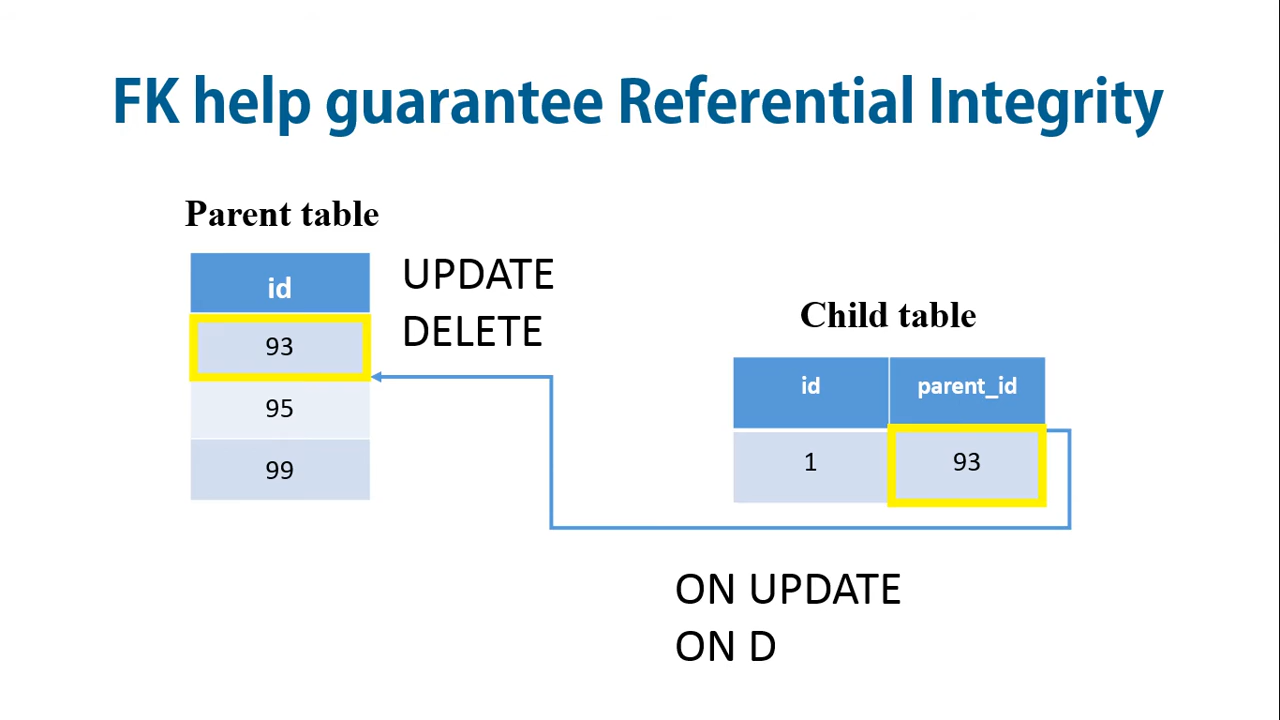 FK help guarantee Referential Integrity
Parent table
id
93
95
99
UPDATE
DELETE
Child table
id parent_id
1 93
ON UPDATE
ON D